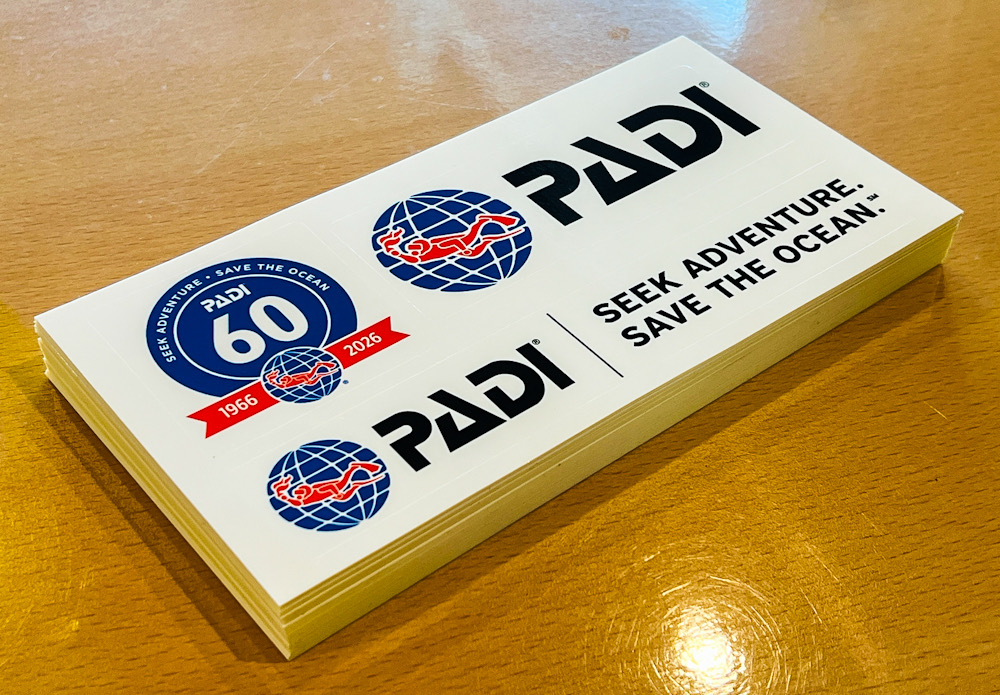 PADI®
SEEK ADVENTURE • SAVE THE OCEAN
PADI
60
1966
2026
PADI®
SEEK ADVENTURE.
SAVE THE OCEAN.℠